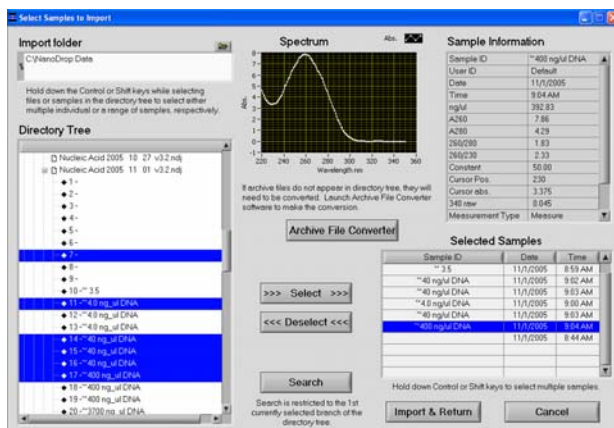 Select Samples to Import
Import folder
C:\NanoDrop Data
Hold down the Control or Shift keys while selecting
files or samples in the directory tree to select either
multiple individual or a range of samples, respectively.
Directory Tree
Nucleic Acid 2005 10 27 v3.2.ndj
Nucleic Acid 2005 11 01 v3.2.ndj
1 -
2 -
3 -
4 -
5 -
6 -
7 -
8 -
9 -
10 -~ 3.5
11 -~4.0 ng_ul DNA
12 -~4.0 ng_ul DNA
13 -~4.0 ng_ul DNA
14 -~40 ng_ul DNA
15 -~40 ng_ul DNA
16 -~40 ng_ul DNA
17 -~400 ng_ul DNA
18 -~400 ng_ul DNA
19 -~400 ng_ul DNA
20 -~3700 ng_ul DNA
Spectrum
Abs.
8-
7-
6-
5-
4-
3-
2-
1-
0-
Abs.
220 240 260 280 300 320 340 360
Wavelength nm
If archive files do not appear in directory tree, they will
need to be converted. Launch Archive File Converter
software to make the conversion.
Archive File Converter
>>> Select >>>
<<< Deselect <<<
Search
Search is restricted to the 1st
currently selected branch of the
directory tree.
Sample Information
Sample ID ~400 ng/ul DNA
User ID Default
Date 11/1/2005
Time 9:04 AM
ng/ul 392.83
A260 7.86
A280 4.29
260/280 1.83
260/230 2.33
Constant 50.00
Cursor Pos. 230
Cursor abs. 3.375
340 raw 0.045
Measurement Type Measure
Selected Samples
Sample ID Date Time
~ 3.5 11/1/2005 8:59 AM
~40 ng/ul DNA 11/1/2005 9:02 AM
~40 ng/ul DNA 11/1/2005 9:03 AM
~4.0 ng/ul DNA 11/1/2005 9:00 AM
~40 ng/ul DNA 11/1/2005 9:03 AM
~400 ng/ul DNA 11/1/2005 9:04 AM
11/1/2005 8:44 AM
Hold down Control or Shift keys to select multiple samples.
Import & Return
Cancel